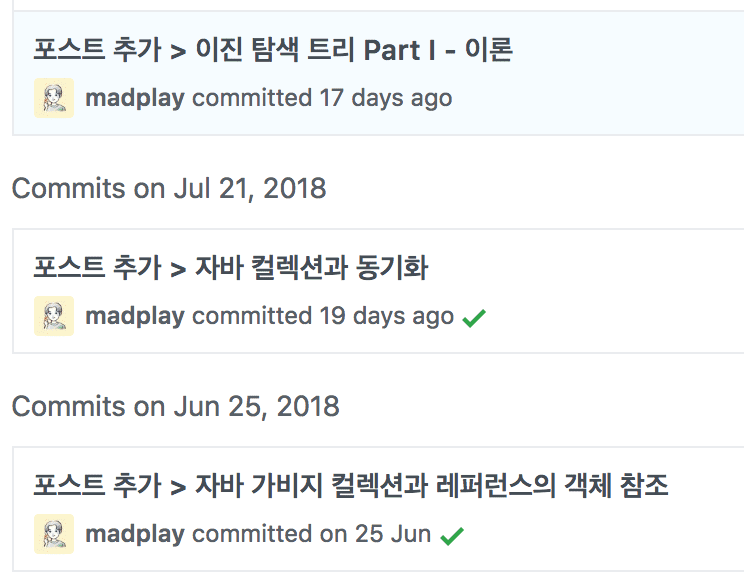 포스트 추가 > 이진 탐색 트리 Part I - 이론
madplay committed 17 days ago
Commits on Jul 21, 2018
포스트 추가 > 자바 컬렉션과 동기화
madplay committed 19 days ago
Commits on Jun 25, 2018
포스트 추가 > 자바 가비지 컬렉션과 레퍼런스의 객체 참조
madplay committed on 25 Jun